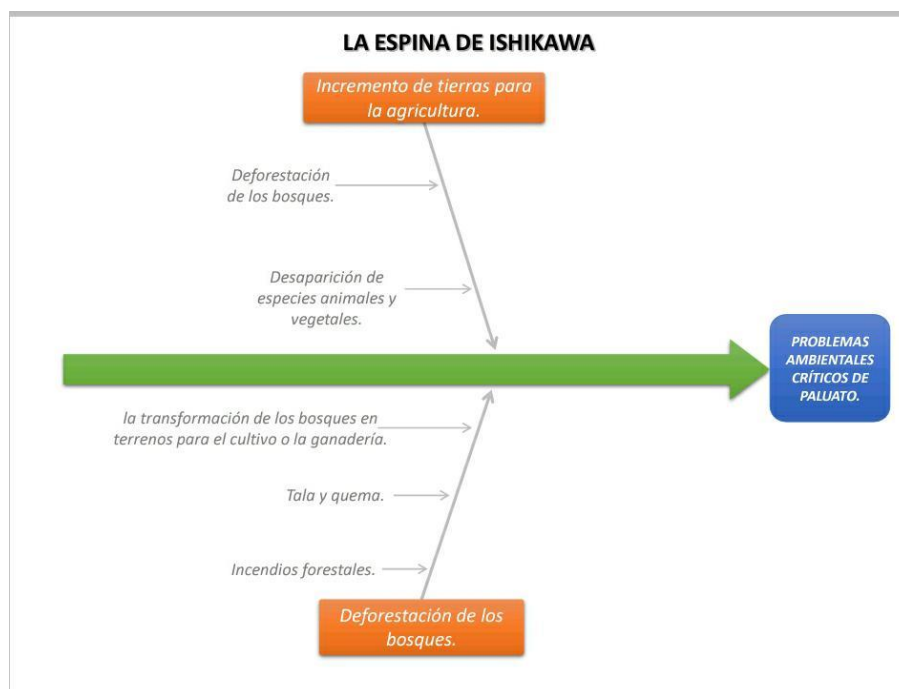 LA ESPINA DE ISHIKAWA
Incremento de tierras para
la agricultura.
Deforestación
de los bosques.
Desaparición de
especies animales y
vegetales.
PROBLEMAS
AMBIENTALES
CRÍTICOS DE
PALUATO.
la transformación de los bosques en
terrenos para el cultivo o la ganadería.
Tala y quema.
Incendios forestales.
Deforestación de los
bosques.